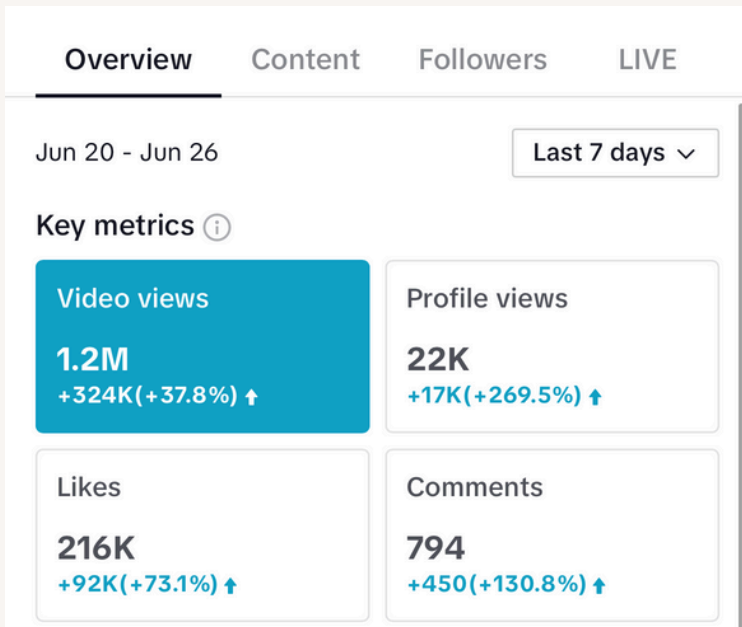 Overview Content Followers LIVE
Jun 20 - Jun 26 Last 7 days
Key metrics
Video views
1.2M
+324K(+37.8%)
Profile views
22K
+17K(+269.5%)
Likes
216K
+92K(+73.1%)
Comments
794
+450(+130.8%)